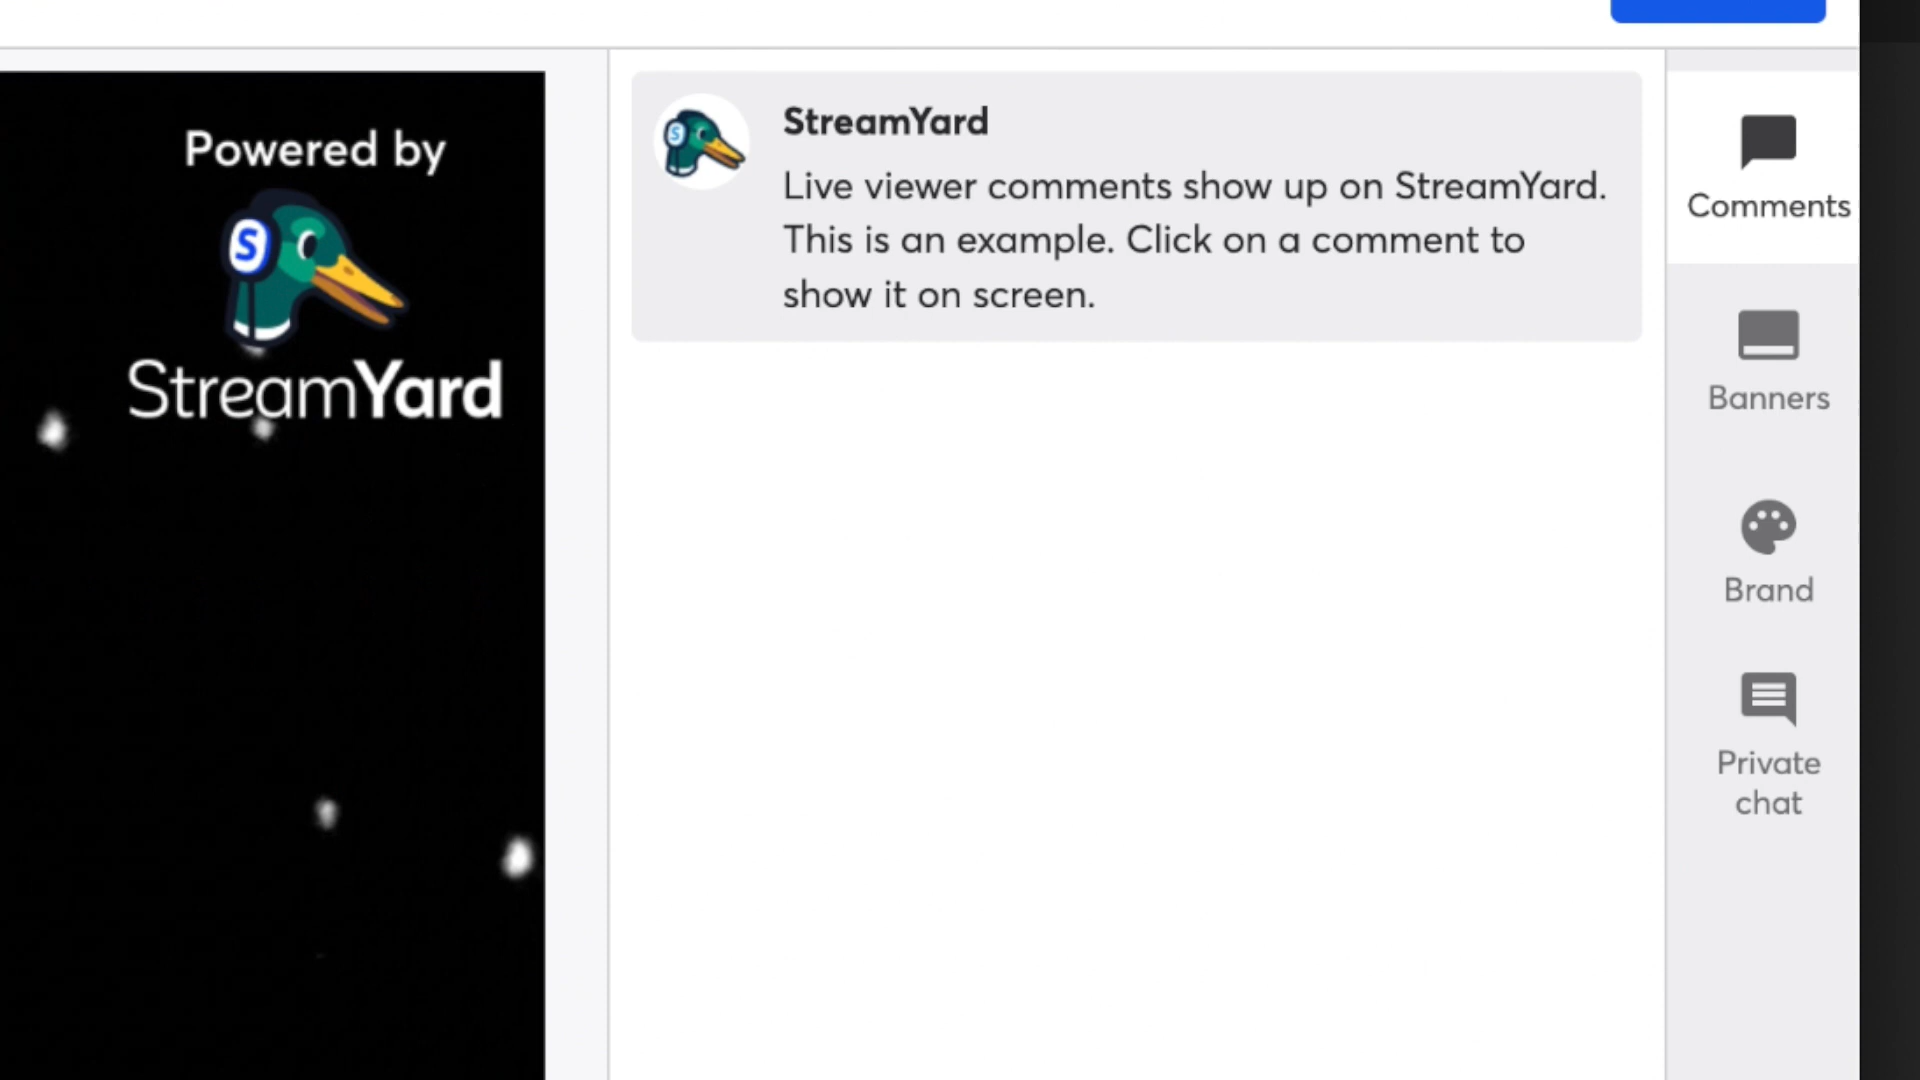 Powered by
S
StreamYard
S
StreamYard
Live viewer comments show up on StreamYard.
This is an example. Click on a comment to
show it on screen.
Comments
Banners
Brand
Private
chat